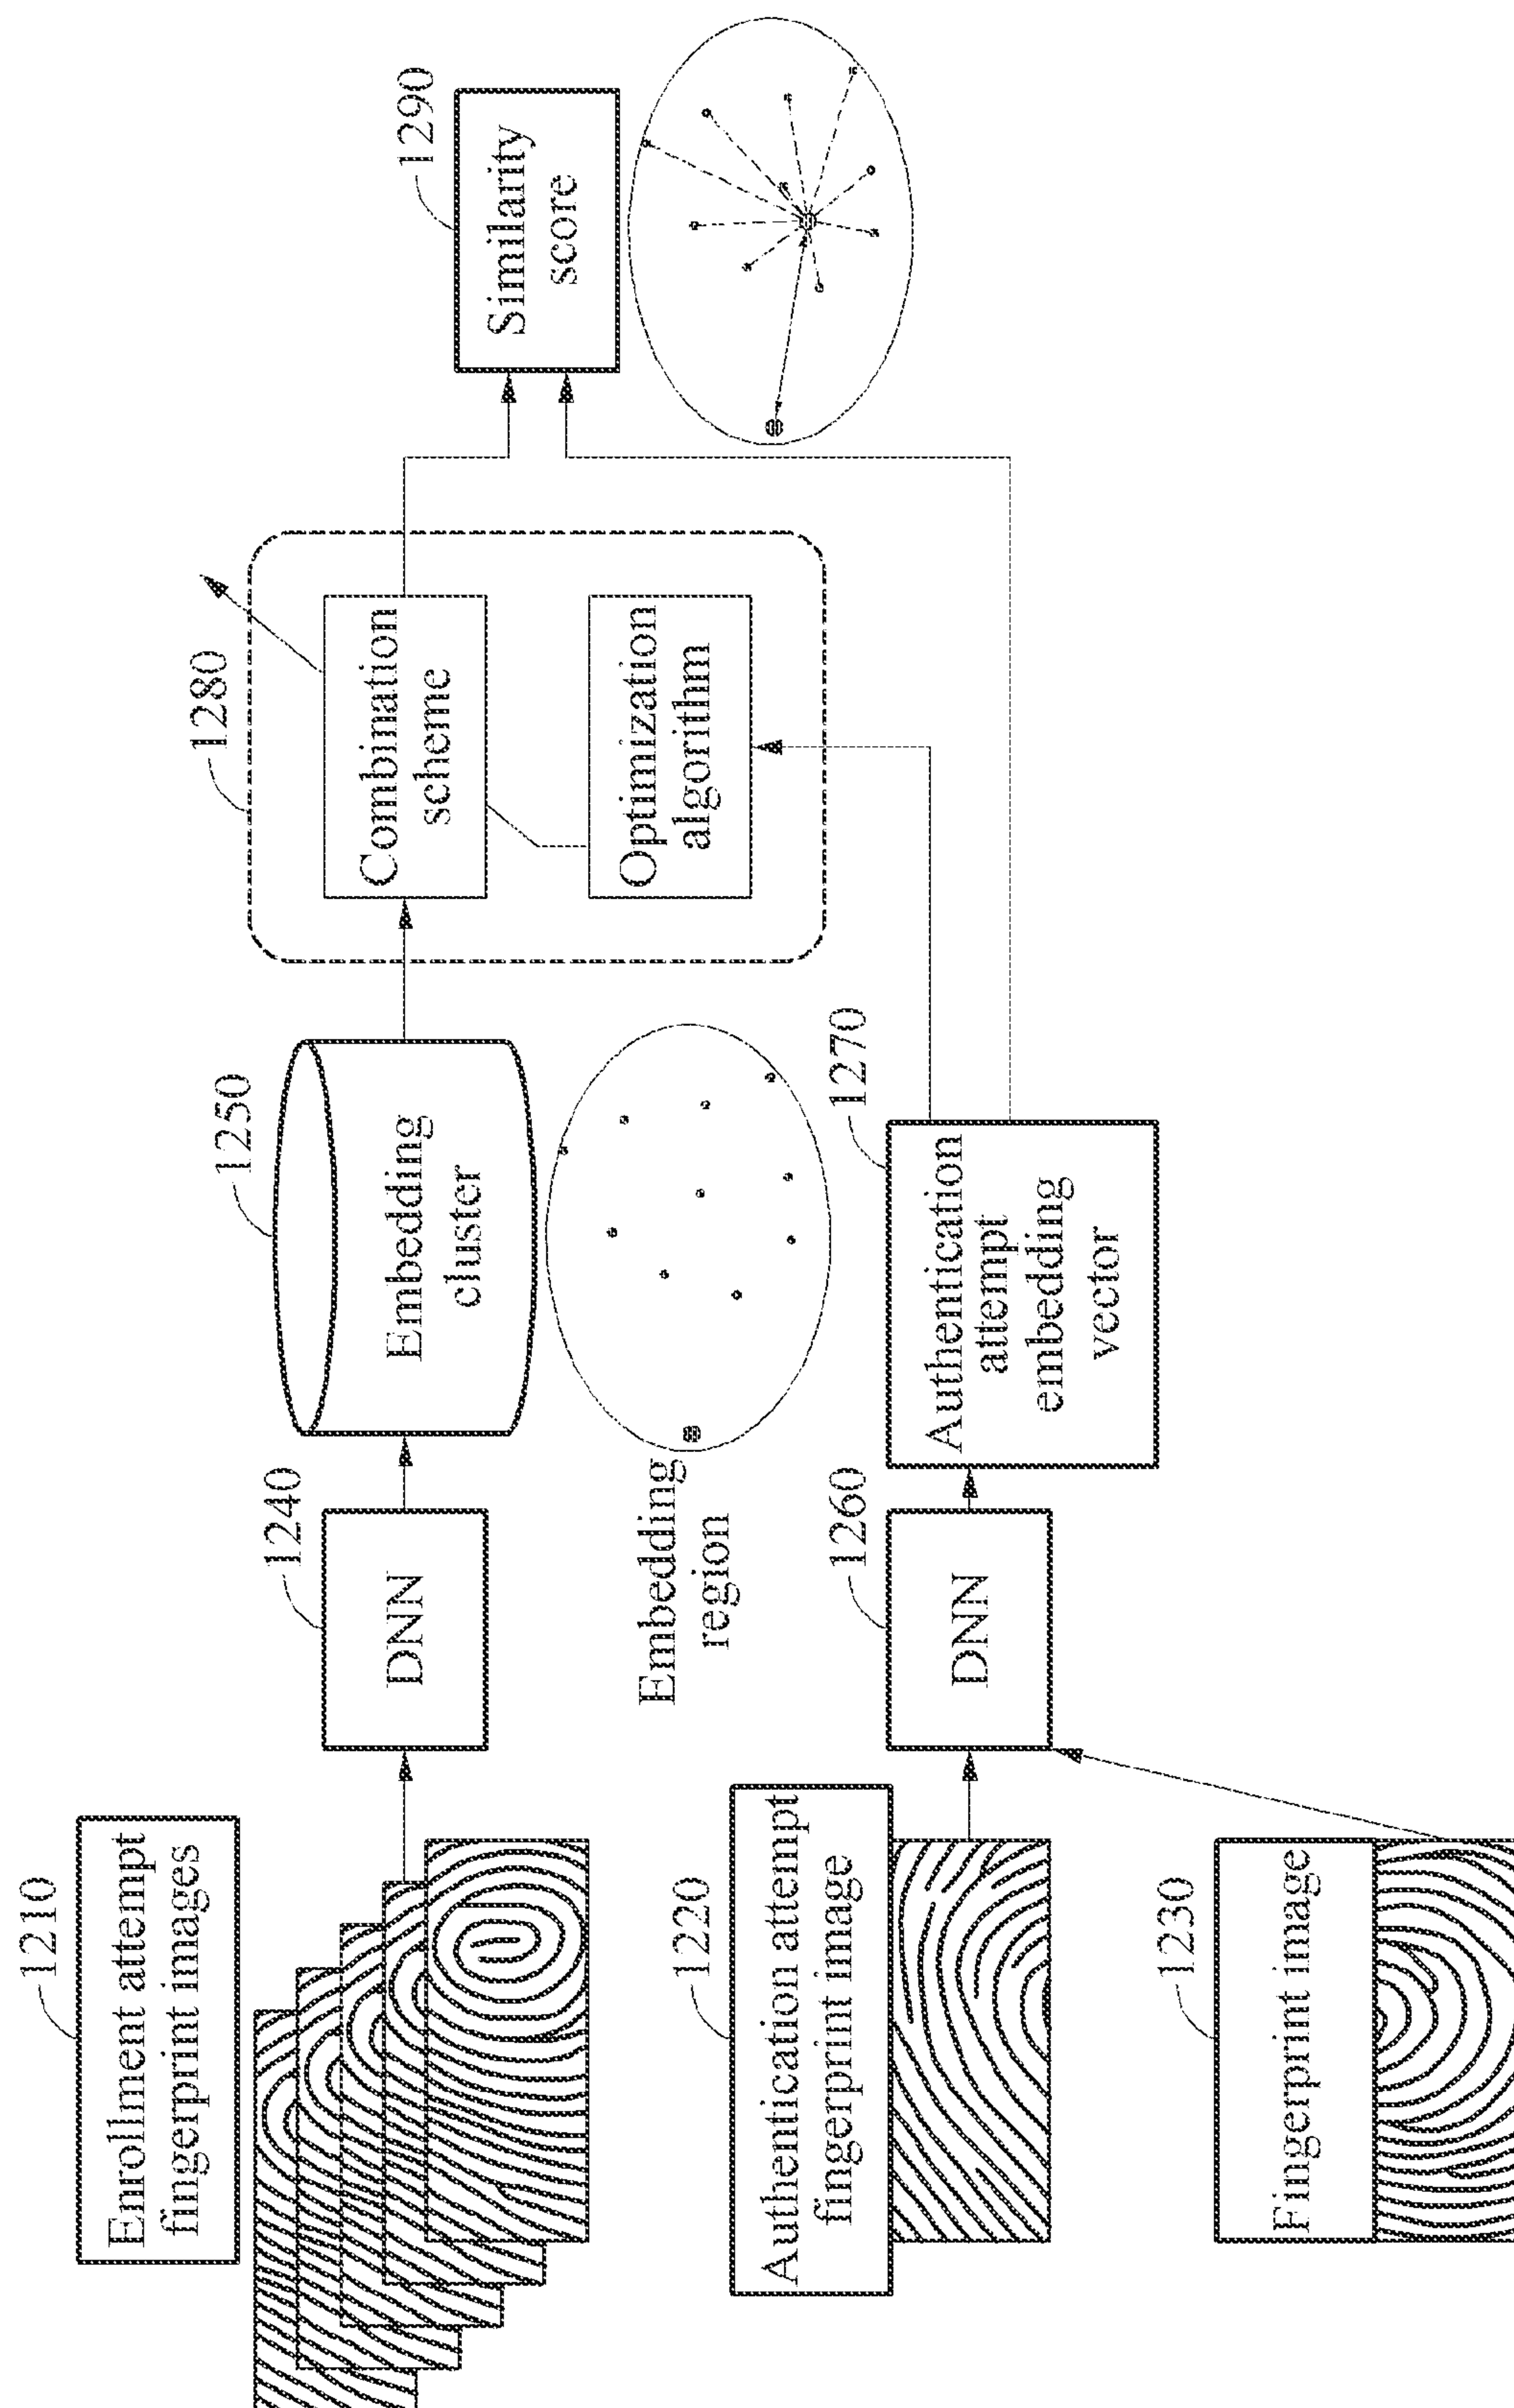 1210
Enrollment attempt
fingerprint images
1240
DNN
1250
Embedding
cluster
1280
Combination
scheme
Optimization
algorithm
1290
Similarity
score
Embedding
region
1220
Authentication attempt
fingerprint image
1260
DNN
1270
Authentication
attempt
embedding
vector
1230
Fingerprint image